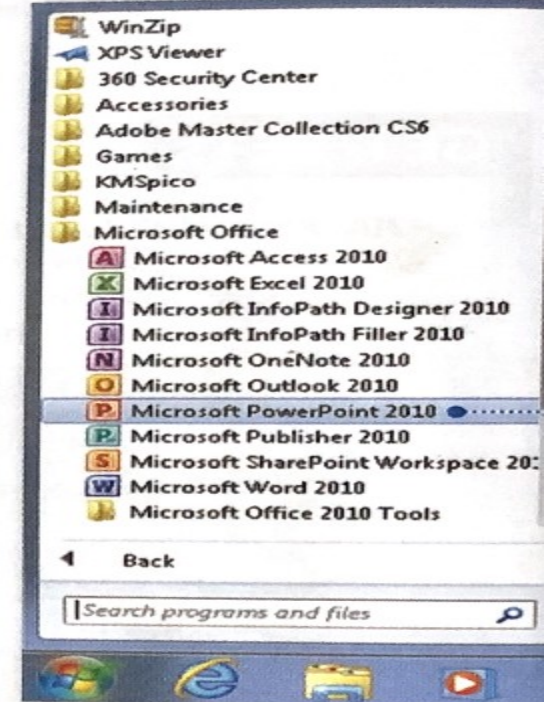 WinZip
XPS Viewer
360 Security Center
Accessories
Adobe Master Collection CS6
Games
KMSpico
Maintenance
Microsoft Office
Microsoft Access 2010
Microsoft Excel 2010
Microsoft InfoPath Designer 2010
Microsoft InfoPath Filler 2010
Microsoft OneNote 2010
Microsoft Outlook 2010
Microsoft PowerPoint 2010
Microsoft Publisher 2010
Microsoft SharePoint Workspace 20
Microsoft Word 2010
Microsoft Office 2010 Tools
Back
Search programs and files